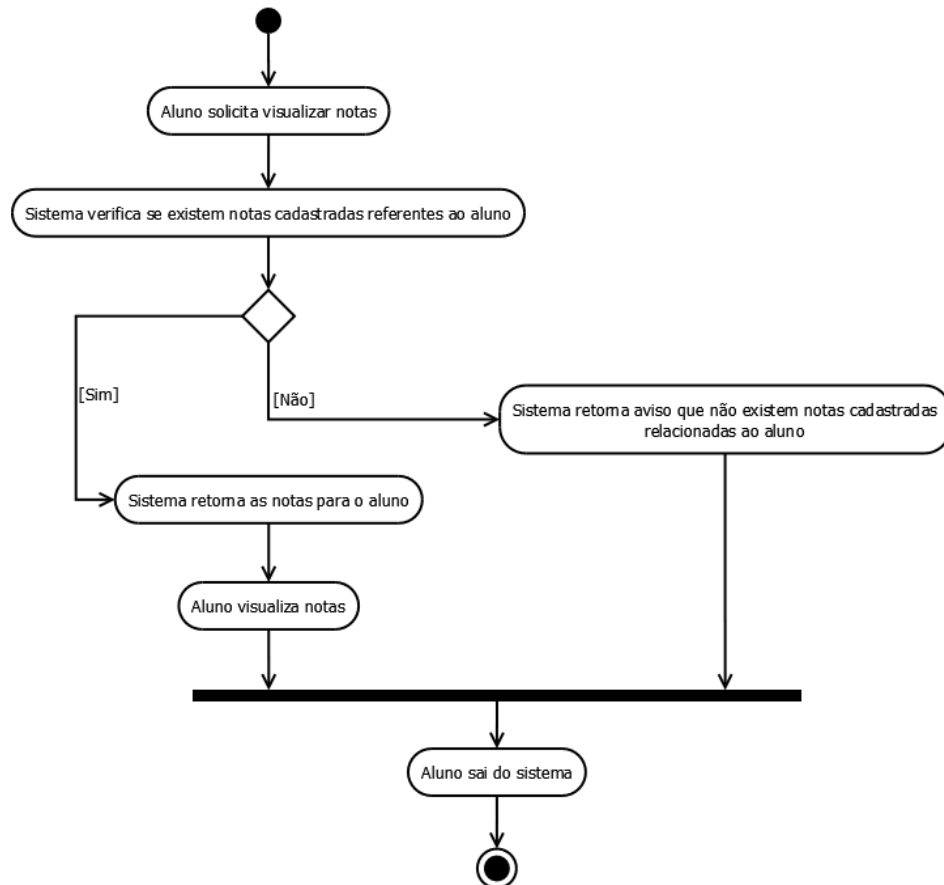 Aluno solicita visualizar notas
Sistema verifica se existem notas cadastradas referentes ao aluno
[Sim]
[Não]
Sistema retorna aviso que não existem notas cadastradas
relacionadas ao aluno
Sistema retorna as notas para o aluno
Aluno visualiza notas
Aluno sai do sistema